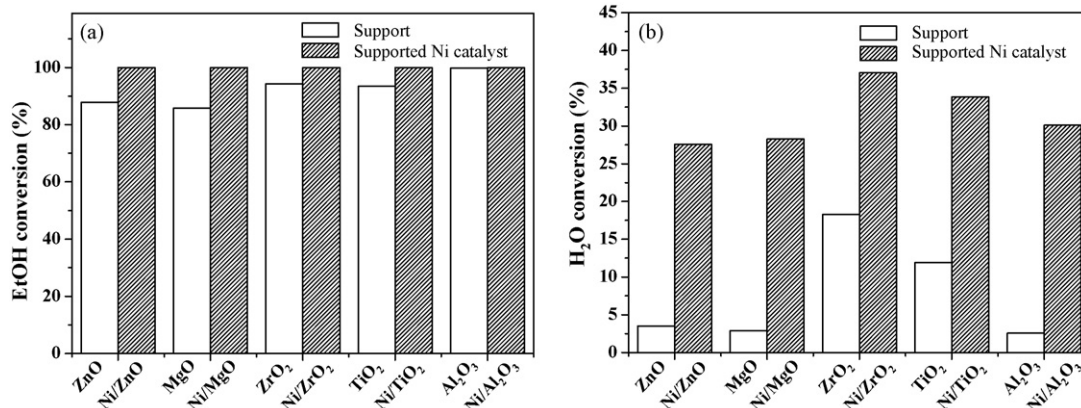 (a)
Support
Supported Ni catalyst
EtOH conversion (%)
100
80
60
40
20
0
ZnO
Ni/ZnO
MgO
Ni/MgO
ZrO₂
Ni/ZrO₂
TiO₂
Ni/TiO₂
Al₂O₃
Ni/Al₂O₃
(b)
Support
Supported Ni catalyst
H₂O conversion (%)
45
40
35
30
25
20
15
10
5
0
ZnO
Ni/ZnO
MgO
Ni/MgO
ZrO₂
Ni/ZrO₂
TiO₂
Ni/TiO₂
Al₂O₃
Ni/Al₂O₃